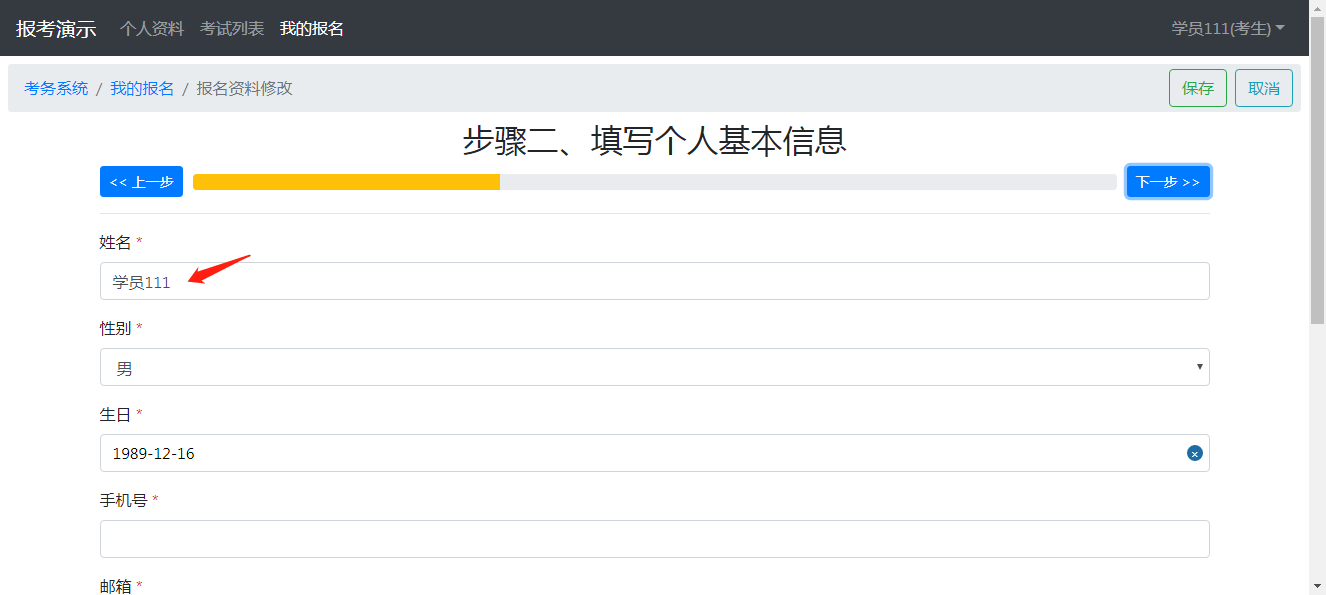 报考演示 个人资料 考试列表 我的报名 学员111(考生)
考务系统 / 我的报名 / 报名资料修改 保存 取消
步骤二、填写个人基本信息
<< 上一步 下一步 >>
姓名 *
学员111
性别 *
男
生日 *
1989-12-16
手机号 *
邮箱 *